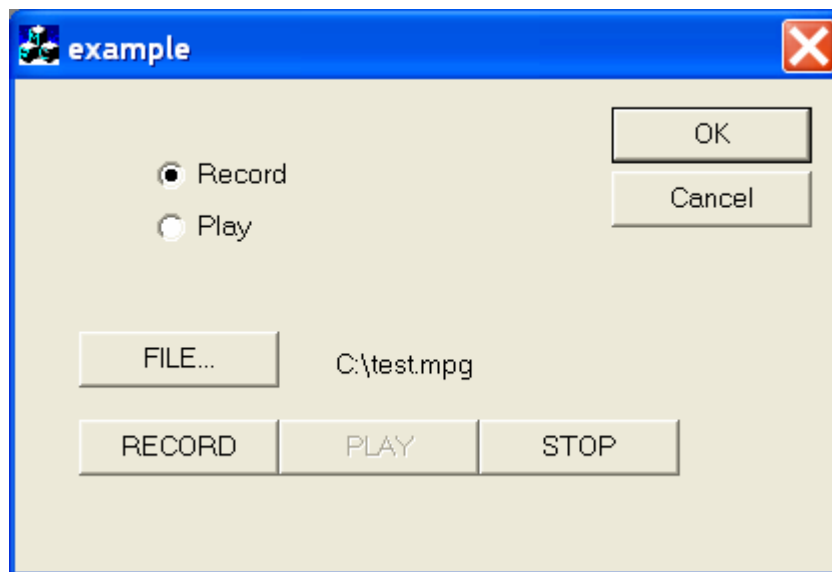 example
OK
Record
Cancel
Play
FILE...
C:\test.mpg
RECORD
PLAY
STOP